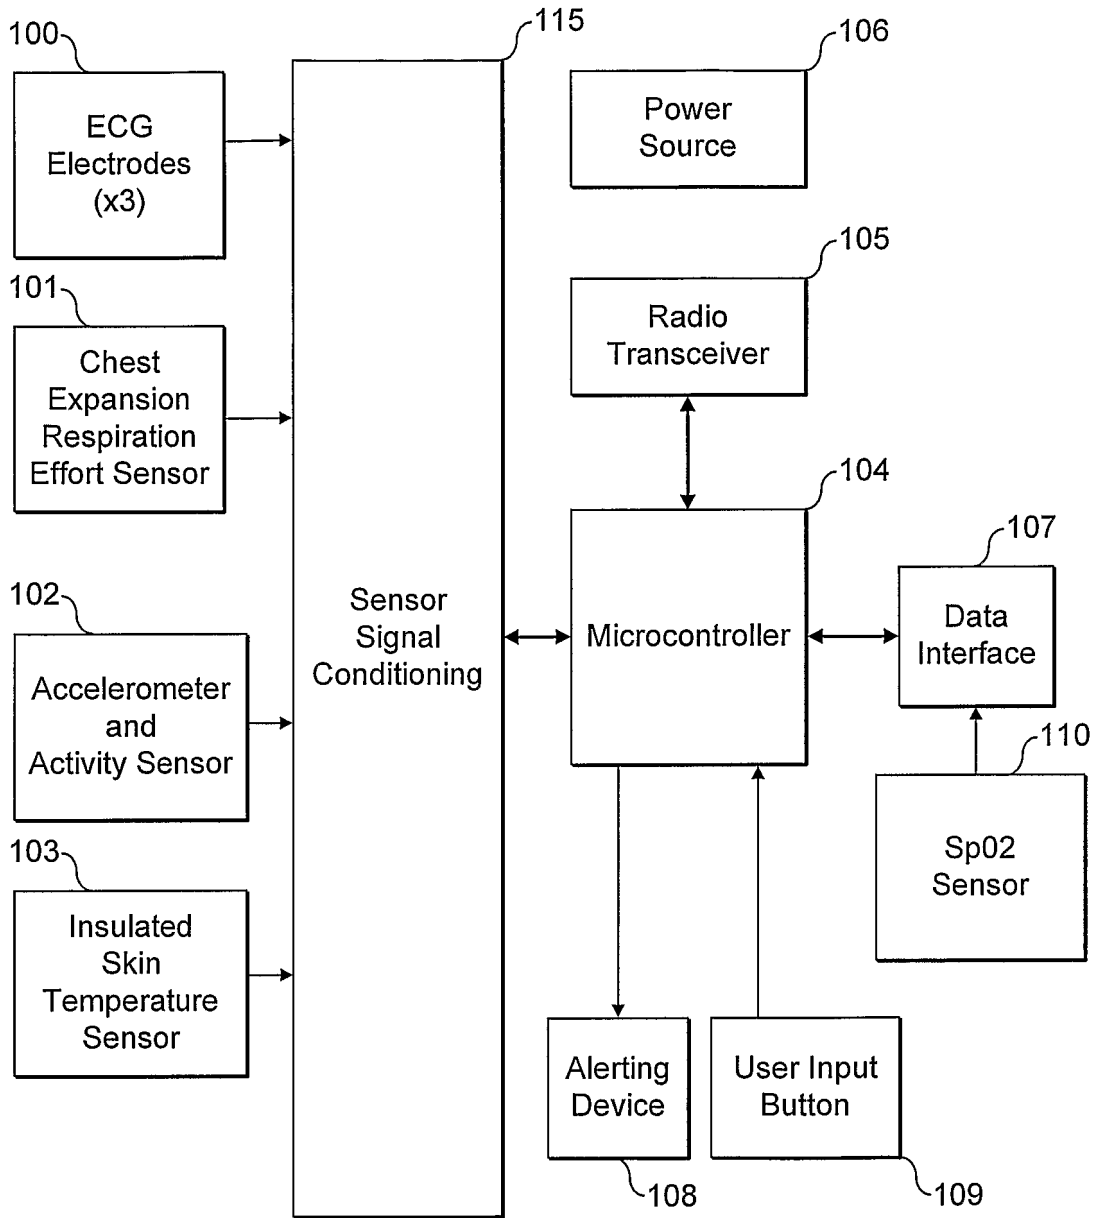 100
ECG
Electrodes
(x3)
101
Chest
Expansion
Respiration
Effort Sensor
102
Accelerometer
and
Activity Sensor
103
Insulated
Skin
Temperature
Sensor
115
Sensor
Signal
Conditioning
106
Power
Source
105
Radio
Transceiver
104
Microcontroller
107
Data
Interface
110
Sp02
Sensor
Alerting
Device
108
User Input
Button
109